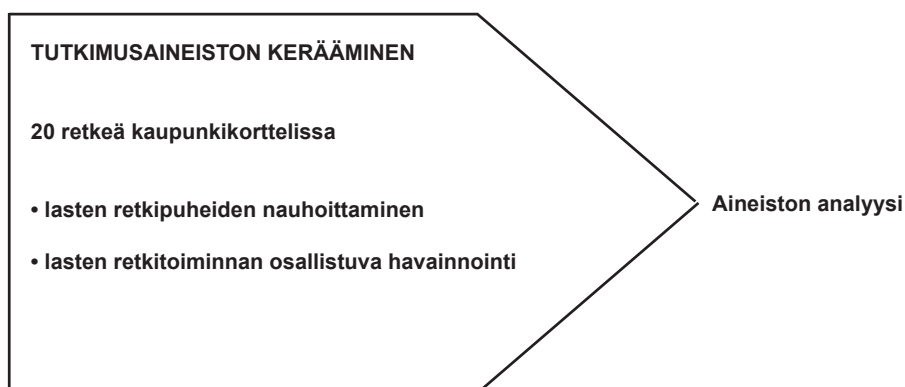 TUTKIMUSAINEISTON KERÄÄMINEN
20 retkeä kaupunkikorttelissa
• lasten retkipuheiden nauhoittaminen
• lasten retkitoiminnan osallistuva havainnointi
Aineiston analyysi